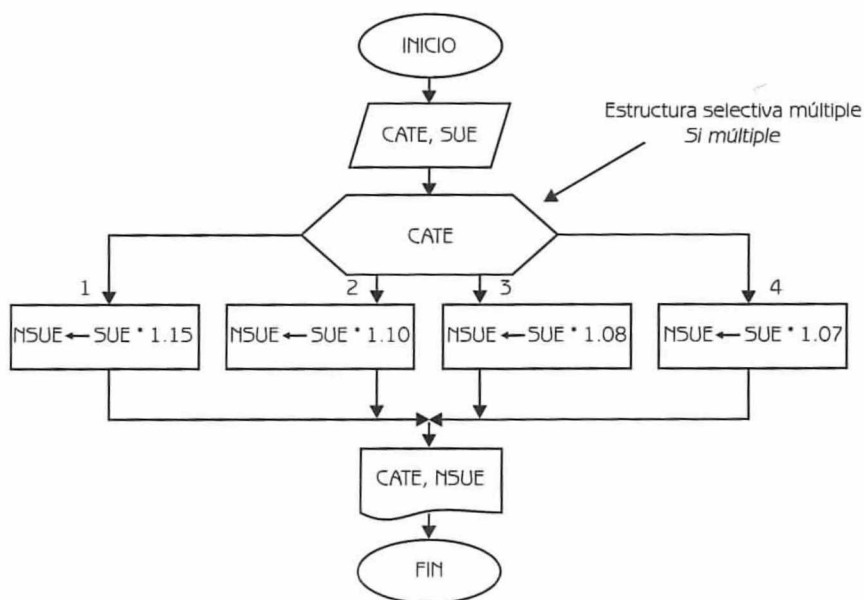 INICIO
CATE, SUE
Estructura selectiva múltiple
Si múltiple
CATE
1
2
3
4
NSUE ← SUE * 1.15
NSUE ← SUE * 1.10
NSUE ← SUE * 1.08
NSUE ← SUE * 1.07
CATE, NSUE
FIN